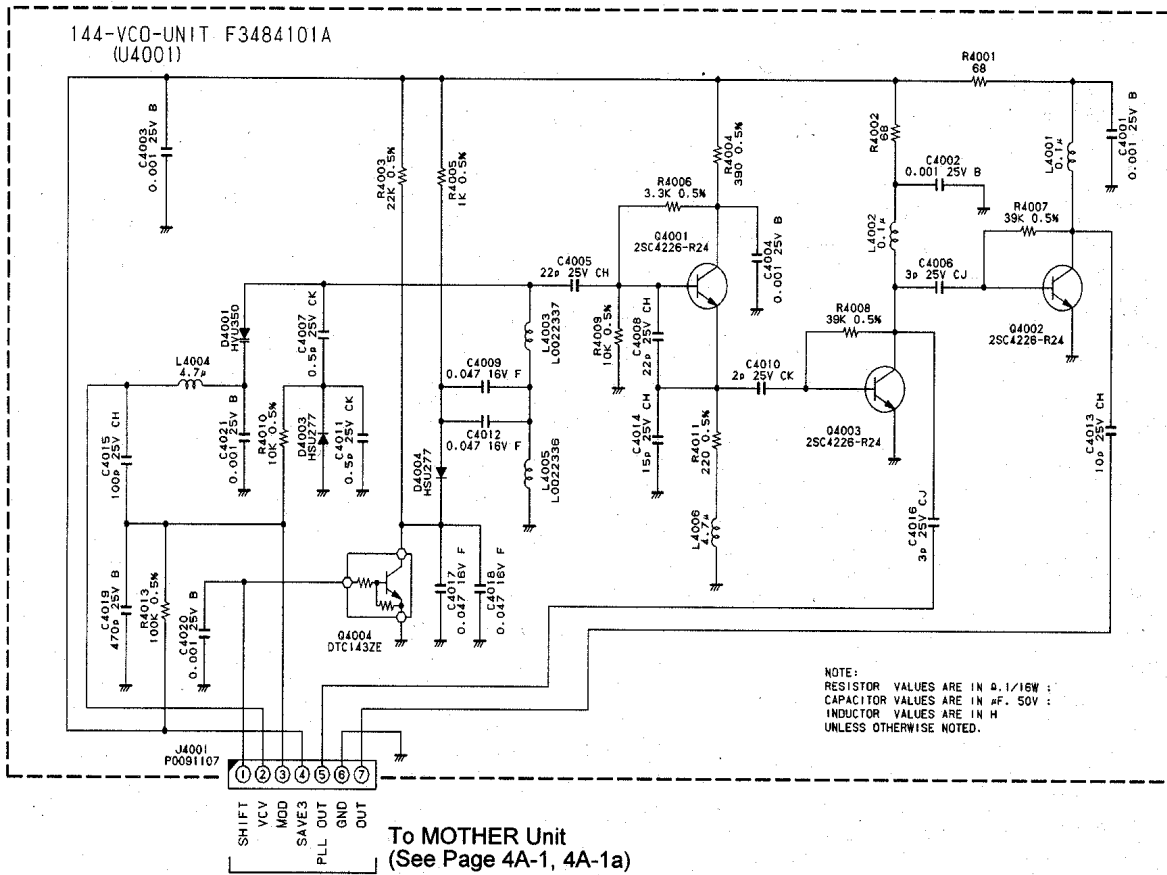 144-VCO-UNIT F3484101A
(U4001)
R4001
68
C4003
0.001 25V B
R4003
22K 0.5%
R4005
1K 0.5%
R4004
390 0.5%
R4006
3.3K 0.5%
R4002
68
C4002
0.001 25V B
L4001
0.1μ
C4001
0.001 25V B
Q4001
2SC4226-R24
C4004
0.001 25V B
L4002
0.1μ
R4007
39K 0.5%
C4005
22p 25V CH
C4006
3p 25V CJ
D4001
HVU350
C4007
0.5p 25V CK
L4003
L0022337
R4009
10K 0.5%
C4008
22p 25V CH
R4008
39K 0.5%
Q4002
2SC4226-R24
L4004
4.7μ
C4009
0.047 16V F
C4010
2p 25V CK
C4015
100p 25V CH
C4021
0.001 25V B
R4010
10K 0.5%
D4003
HSU277
C4011
0.5p 25V CK
C4012
0.047 16V F
D4004
HSU277
L4005
L0022336
C4014
15p 25V CH
R4011
220 0.5%
Q4003
2SC4226-R24
C4013
10p 25V CH
L4006
4.7μ
C4016
3p 25V CJ
C4019
470p 25V B
R4013
100K 0.5%
C4020
0.001 25V B
Q4004
DTC143ZE
C4017
0.047 16V F
C4018
0.047 16V F
NOTE:
RESISTOR VALUES ARE IN Ω.1/16W :
CAPACITOR VALUES ARE IN μF. 50V :
INDUCTOR VALUES ARE IN H
UNLESS OTHERWISE NOTED.
J4001
P0091107
1 2 3 4 5 6 7
SHIFT
VCV
MOD
SAVE3
PLL OUT
GND
OUT
To MOTHER Unit
(See Page 4A-1, 4A-1a)